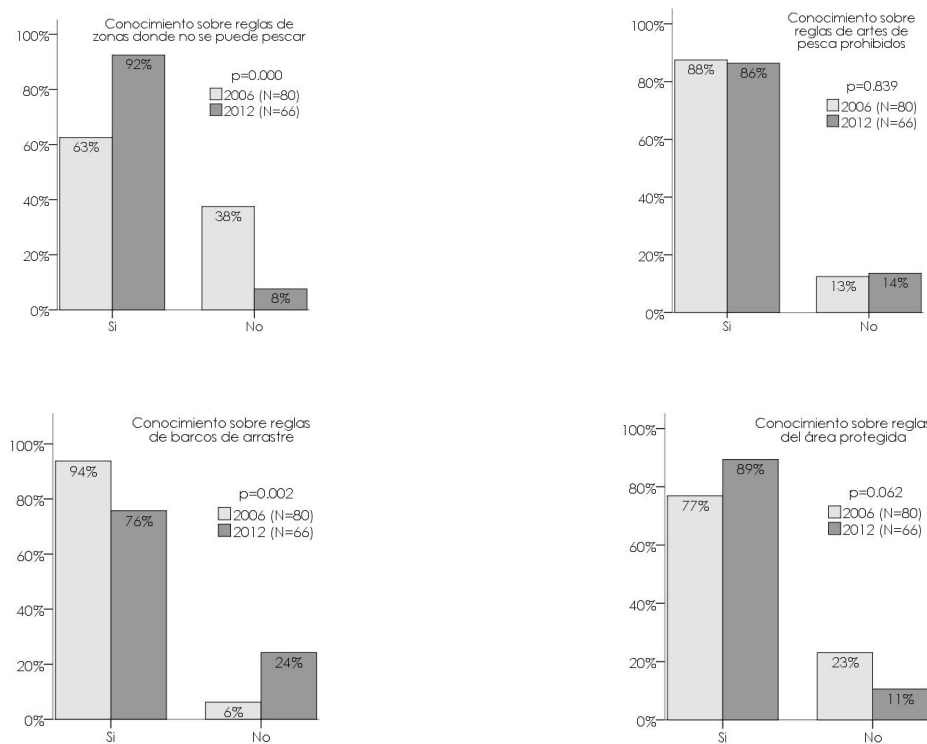 Conocimiento sobre reglas de
zonas donde no se puede pescar
100%
80%
60%
40%
20%
0%
p=0.000
2006 (N=80)
2012 (N=66)
63%
92%
38%
8%
Si
No
Conocimiento sobre
reglas de artes de
pesca prohibidos
100%
80%
60%
40%
20%
0%
p=0.839
2006 (N=80)
2012 (N=66)
88%
86%
13%
14%
Si
No
Conocimiento sobre reglas
de barcos de arrastre
100%
80%
60%
40%
20%
0%
p=0.002
2006 (N=80)
2012 (N=66)
94%
76%
6%
24%
Si
No
Conocimiento sobre reglas
del área protegida
100%
80%
60%
40%
20%
0%
p=0.062
2006 (N=80)
2012 (N=66)
77%
89%
23%
11%
Si
No